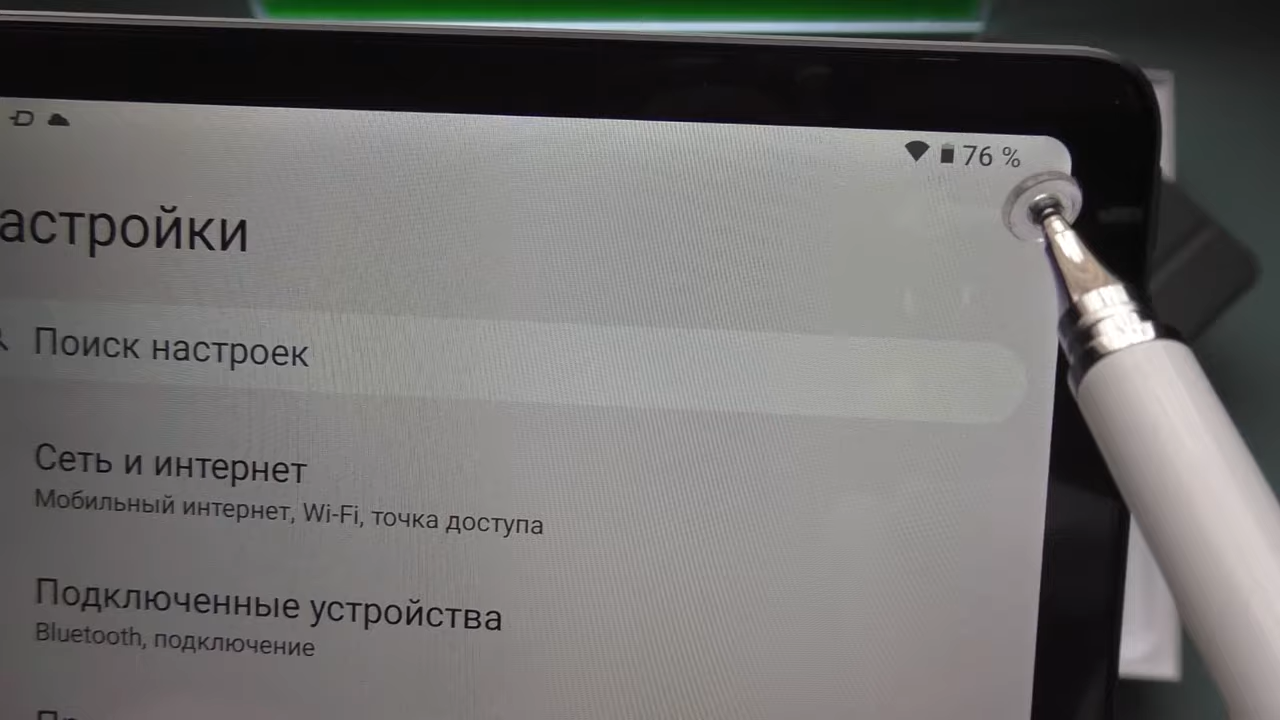 76 %
астройки
Поиск настроек
Сеть и интернет
Мобильный интернет, Wi-Fi, точка доступа
Подключенные устройства
Bluetooth, подключение